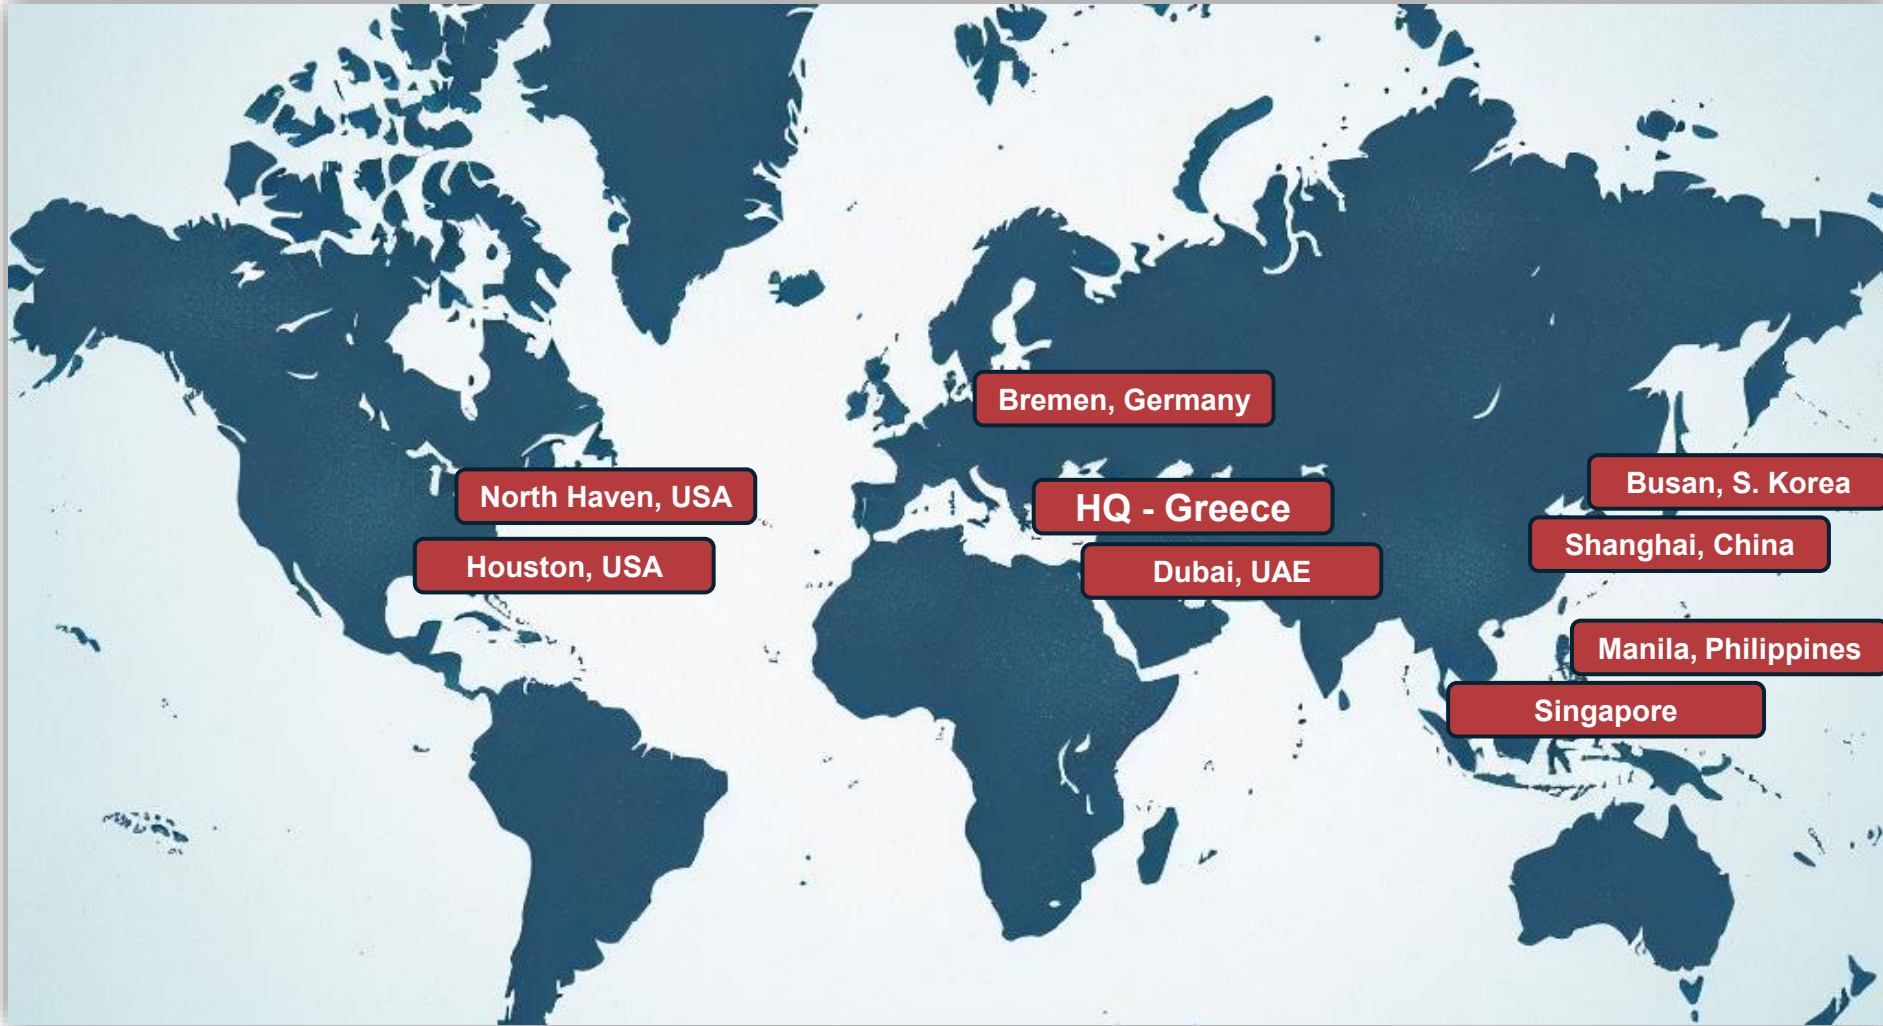 Bremen, Germany
North Haven, USA
HQ - Greece
Busan, S. Korea
Shanghai, China
Houston, USA
Dubai, UAE
Manila, Philippines
Singapore